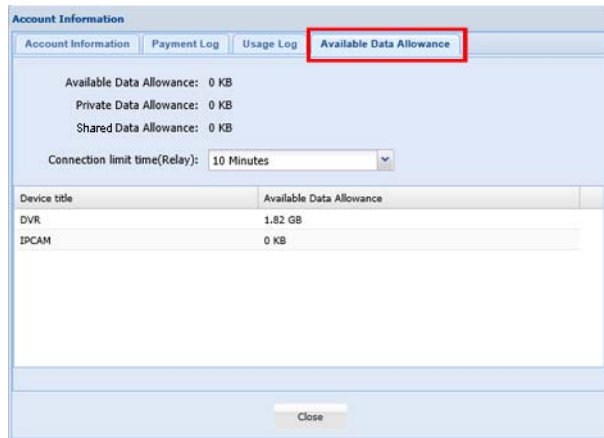 Account Information
Account Information Payment Log Usage Log Available Data Allowance
Available Data Allowance: 0 KB
Private Data Allowance: 0 KB
Shared Data Allowance: 0 KB
Connection limit time(Relay): 10 Minutes
Device title Available Data Allowance
DVR 1.82 GB
IPCAM 0 KB
Close